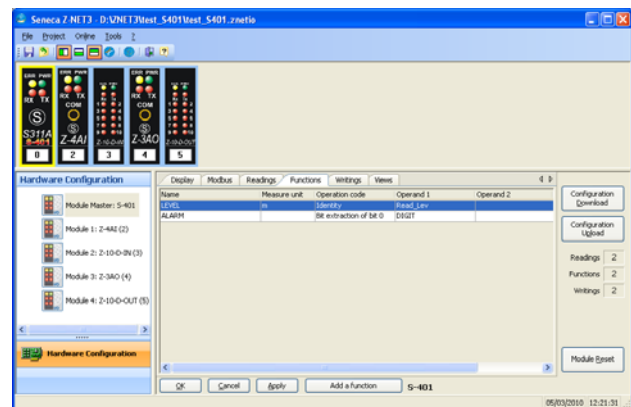 Seneca Z-NET3 - D:\ZNET3\test_S401\test_S401.znetio
File Project Online Tools ?
ERR PWR
RX TX
S311A
S-401
0
ERR PWR
RX TX
COM
Z-4AI
2
Z-10-D-IN
3
ERR PWR
RX TX
COM
Z-3AO
4
Z-10-D-OUT
5
Hardware Configuration
Module Master: S-401
Module 1: Z-4AI (2)
Module 2: Z-10-D-IN (3)
Module 3: Z-3AO (4)
Module 4: Z-10-D-OUT (5)
Hardware Configuration
Display Modbus Readings Functions Writings Views
Name Measure unit Operation code Operand 1 Operand 2
LEVEL m Identity Read_Lev
ALARM Bit extraction of bit 0 DIGIT
OK Cancel Apply Add a function S-401
Configuration Download
Configuration Upload
Readings 2
Functions 2
Writings 2
Module Reset
05/03/2010 12:21:31